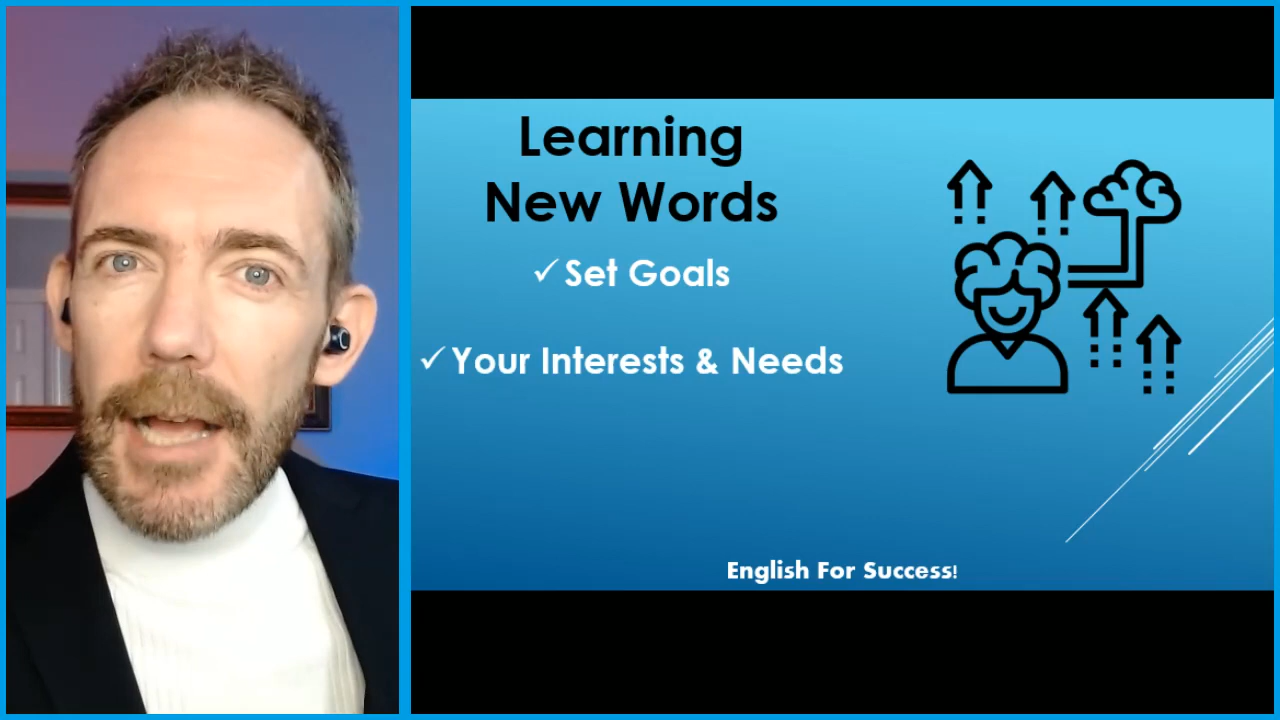 Learning
New Words
✓ Set Goals
✓ Your Interests & Needs
English For Success!